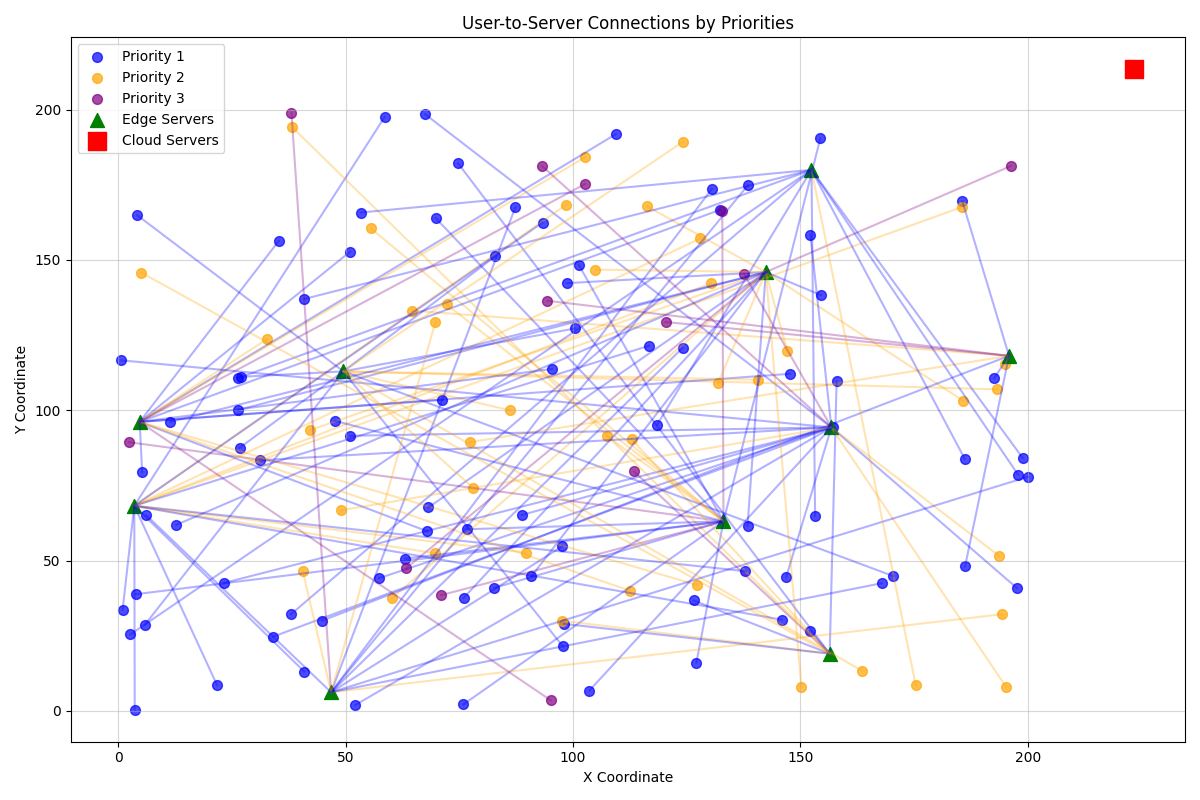 User-to-Server Connections by Priorities
Priority 1
Priority 2
Priority 3
Edge Servers
Cloud Servers
200
150
100
50
0
Y Coordinate
0 50 100 150 200
X Coordinate